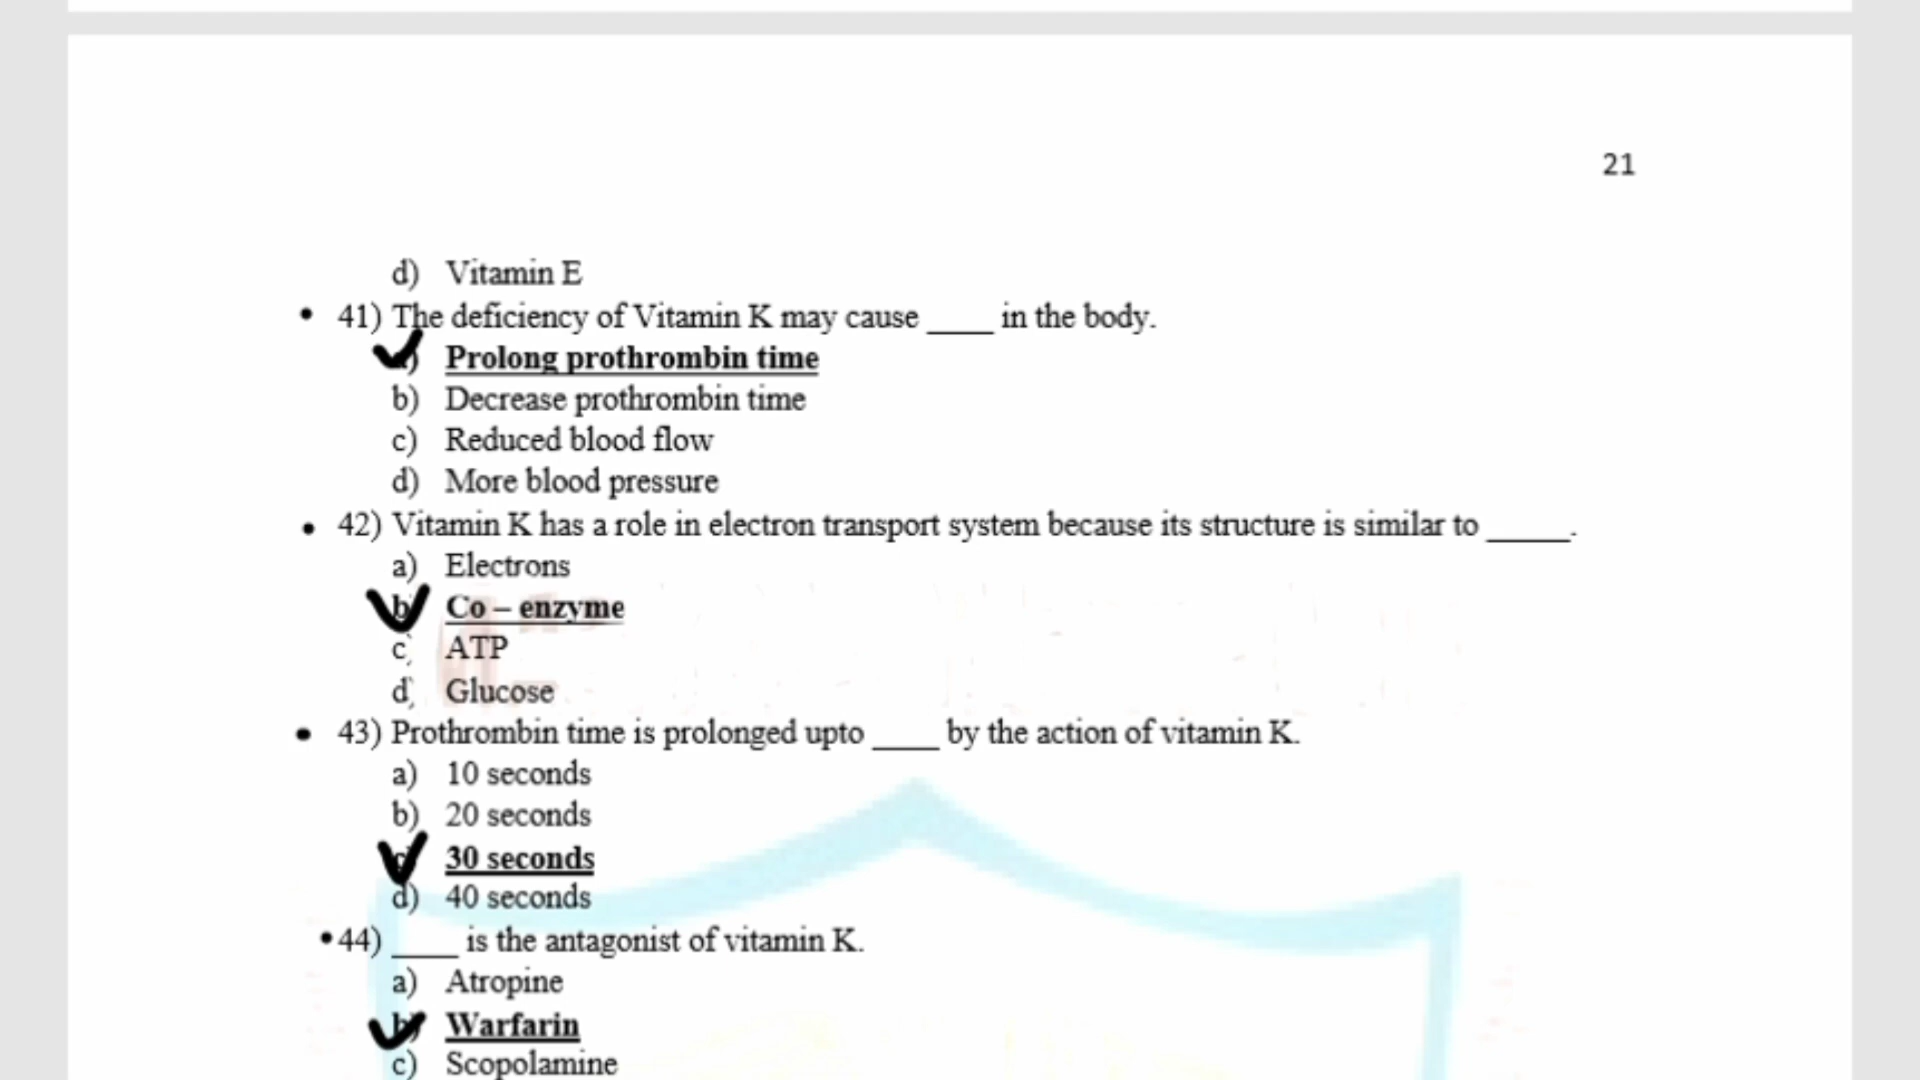 21
d) Vitamin E
• 41) The deficiency of Vitamin K may cause ____ in the body.
) Prolong prothrombin time
b) Decrease prothrombin time
c) Reduced blood flow
d) More blood pressure
• 42) Vitamin K has a role in electron transport system because its structure is similar to _____.
a) Electrons
b) Co – enzyme
c) ATP
d) Glucose
• 43) Prothrombin time is prolonged upto ____ by the action of vitamin K.
a) 10 seconds
b) 20 seconds
c) 30 seconds
d) 40 seconds
• 44) ____ is the antagonist of vitamin K.
a) Atropine
b) Warfarin
c) Scopolamine